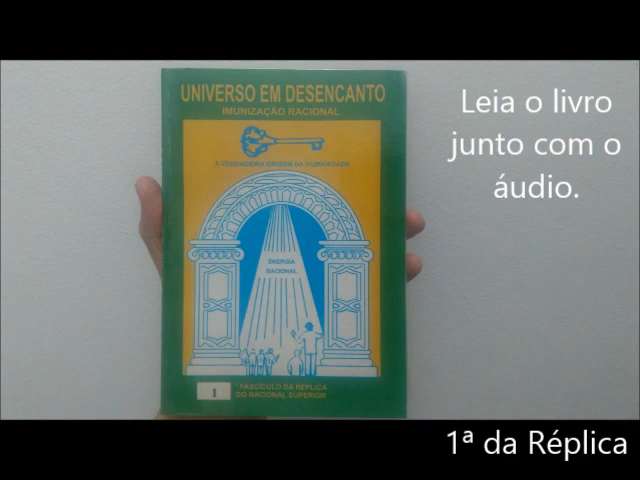 UNIVERSO EM DESENCANTO
IMUNIZAÇÃO RACIONAL
A VERDADEIRA ORIGEM DA HUMANIDADE
ENERGIA
RACIONAL
1
º FASCÍCULO DA RÉPLICA
DO RACIONAL SUPERIOR
Leia o livro
junto com o
áudio.
1ª da Réplica